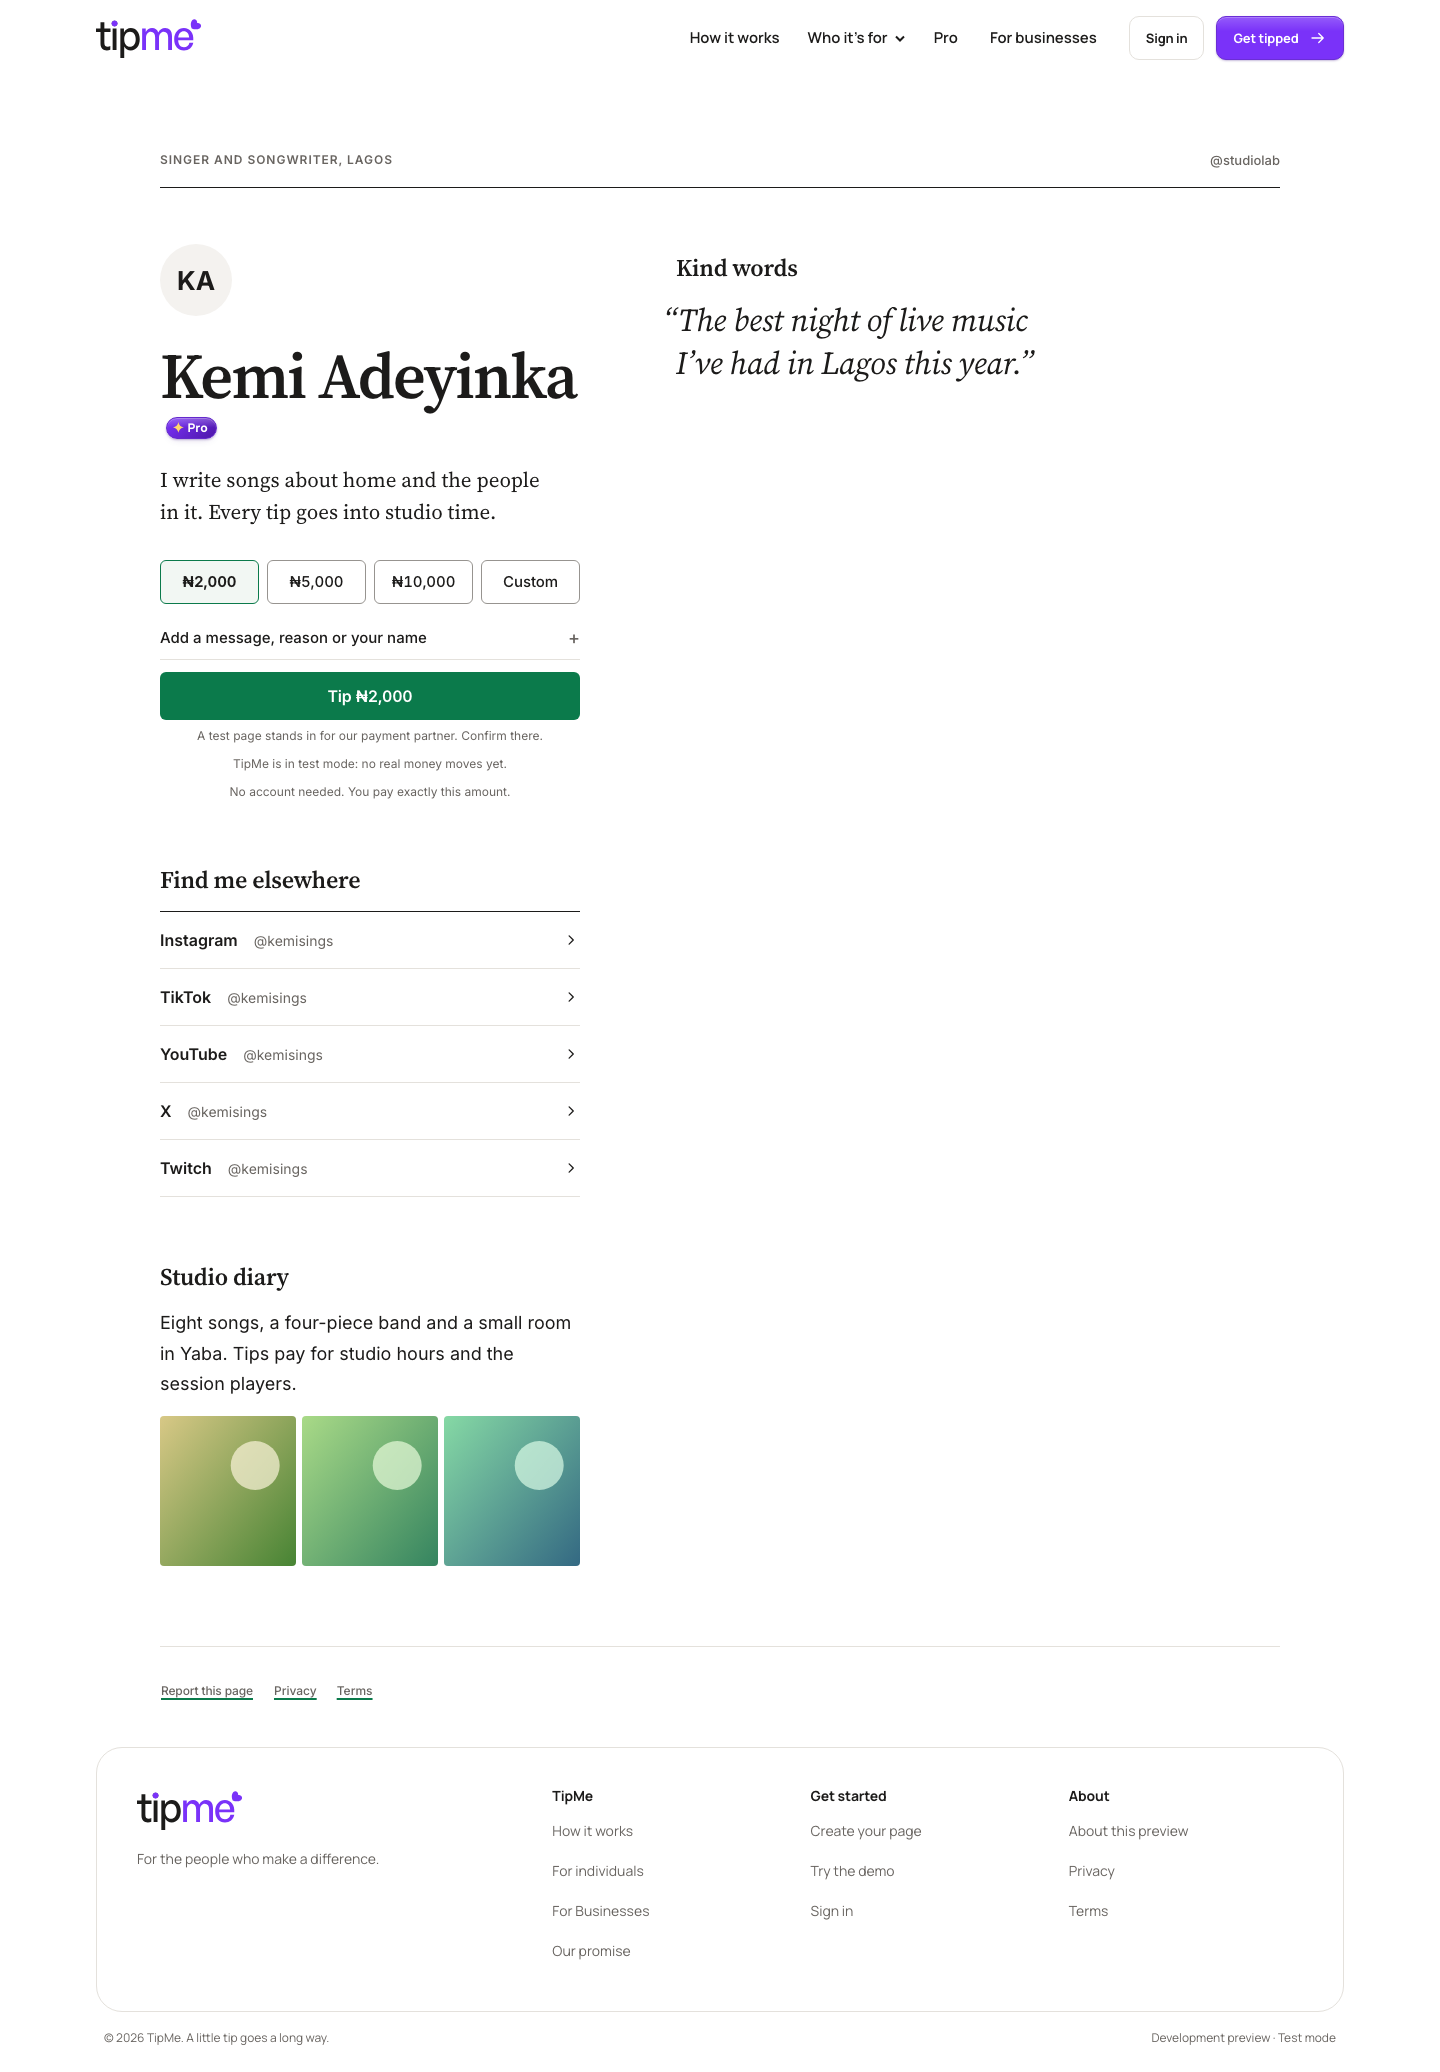 tipme
How it works
Who it's for
Pro
For businesses
Sign in
Get tipped
SINGER AND SONGWRITER, LAGOS
@studiolab
KA
Kemi Adeyinka
Pro
I write songs about home and the people
in it. Every tip goes into studio time.
₦2,000
₦5,000
₦10,000
Custom
Add a message, reason or your name
+
Tip ₦2,000
A test page stands in for our payment partner. Confirm there.
TipMe is in test mode: no real money moves yet.
No account needed. You pay exactly this amount.
Find me elsewhere
Instagram @kemisings
TikTok @kemisings
YouTube @kemisings
X @kemisings
Twitch @kemisings
Studio diary
Eight songs, a four-piece band and a small room
in Yaba. Tips pay for studio hours and the
session players.
Kind words
“The best night of live music
I’ve had in Lagos this year.”
Report this page
Privacy
Terms
tipme
For the people who make a difference.
TipMe
How it works
For individuals
For Businesses
Our promise
Get started
Create your page
Try the demo
Sign in
About
About this preview
Privacy
Terms
© 2026 TipMe. A little tip goes a long way.
Development preview · Test mode